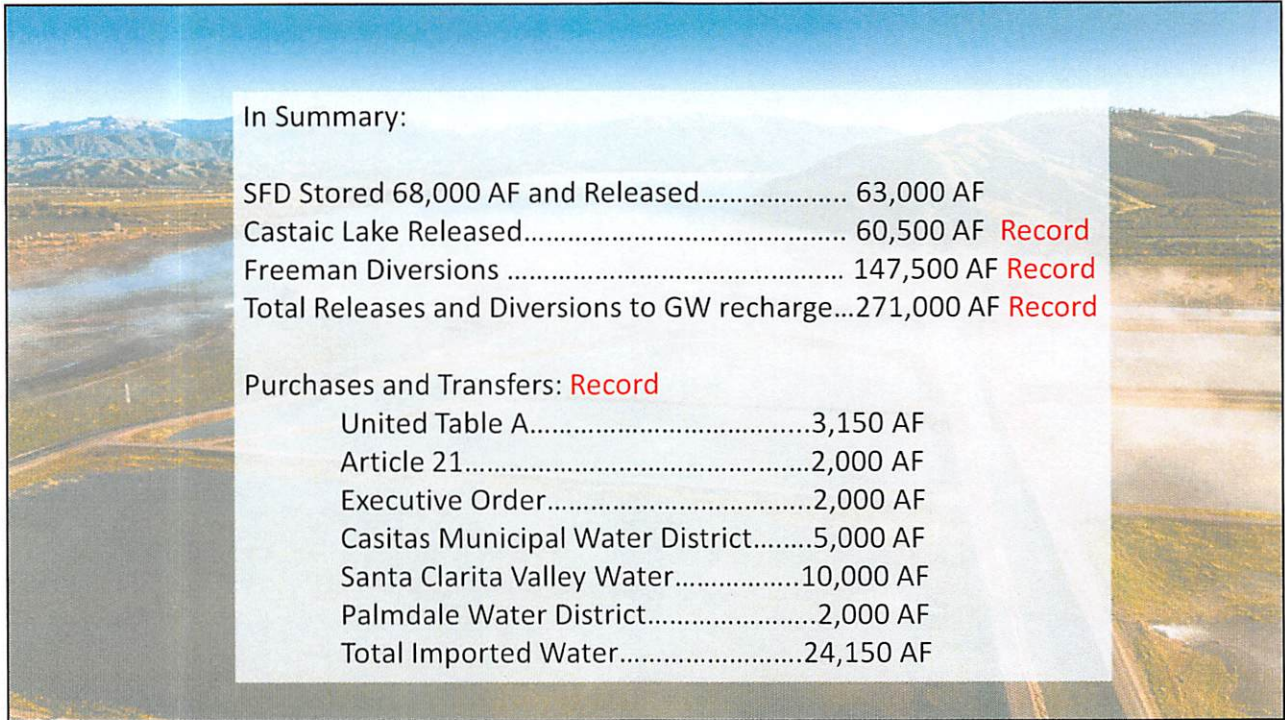 In Summary:
SFD Stored 68,000 AF and Released..................... 63,000 AF
Castaic Lake Released............................................... 60,500 AF Record
Freeman Diversions ................................................. 147,500 AF Record
Total Releases and Diversions to GW recharge...271,000 AF Record
Purchases and Transfers: Record
United Table A.........................................3,150 AF
Article 21..................................................2,000 AF
Executive Order.......................................2,000 AF
Casitas Municipal Water District........5,000 AF
Santa Clarita Valley Water.................10,000 AF
Palmdale Water District........................2,000 AF
Total Imported Water..........................24,150 AF